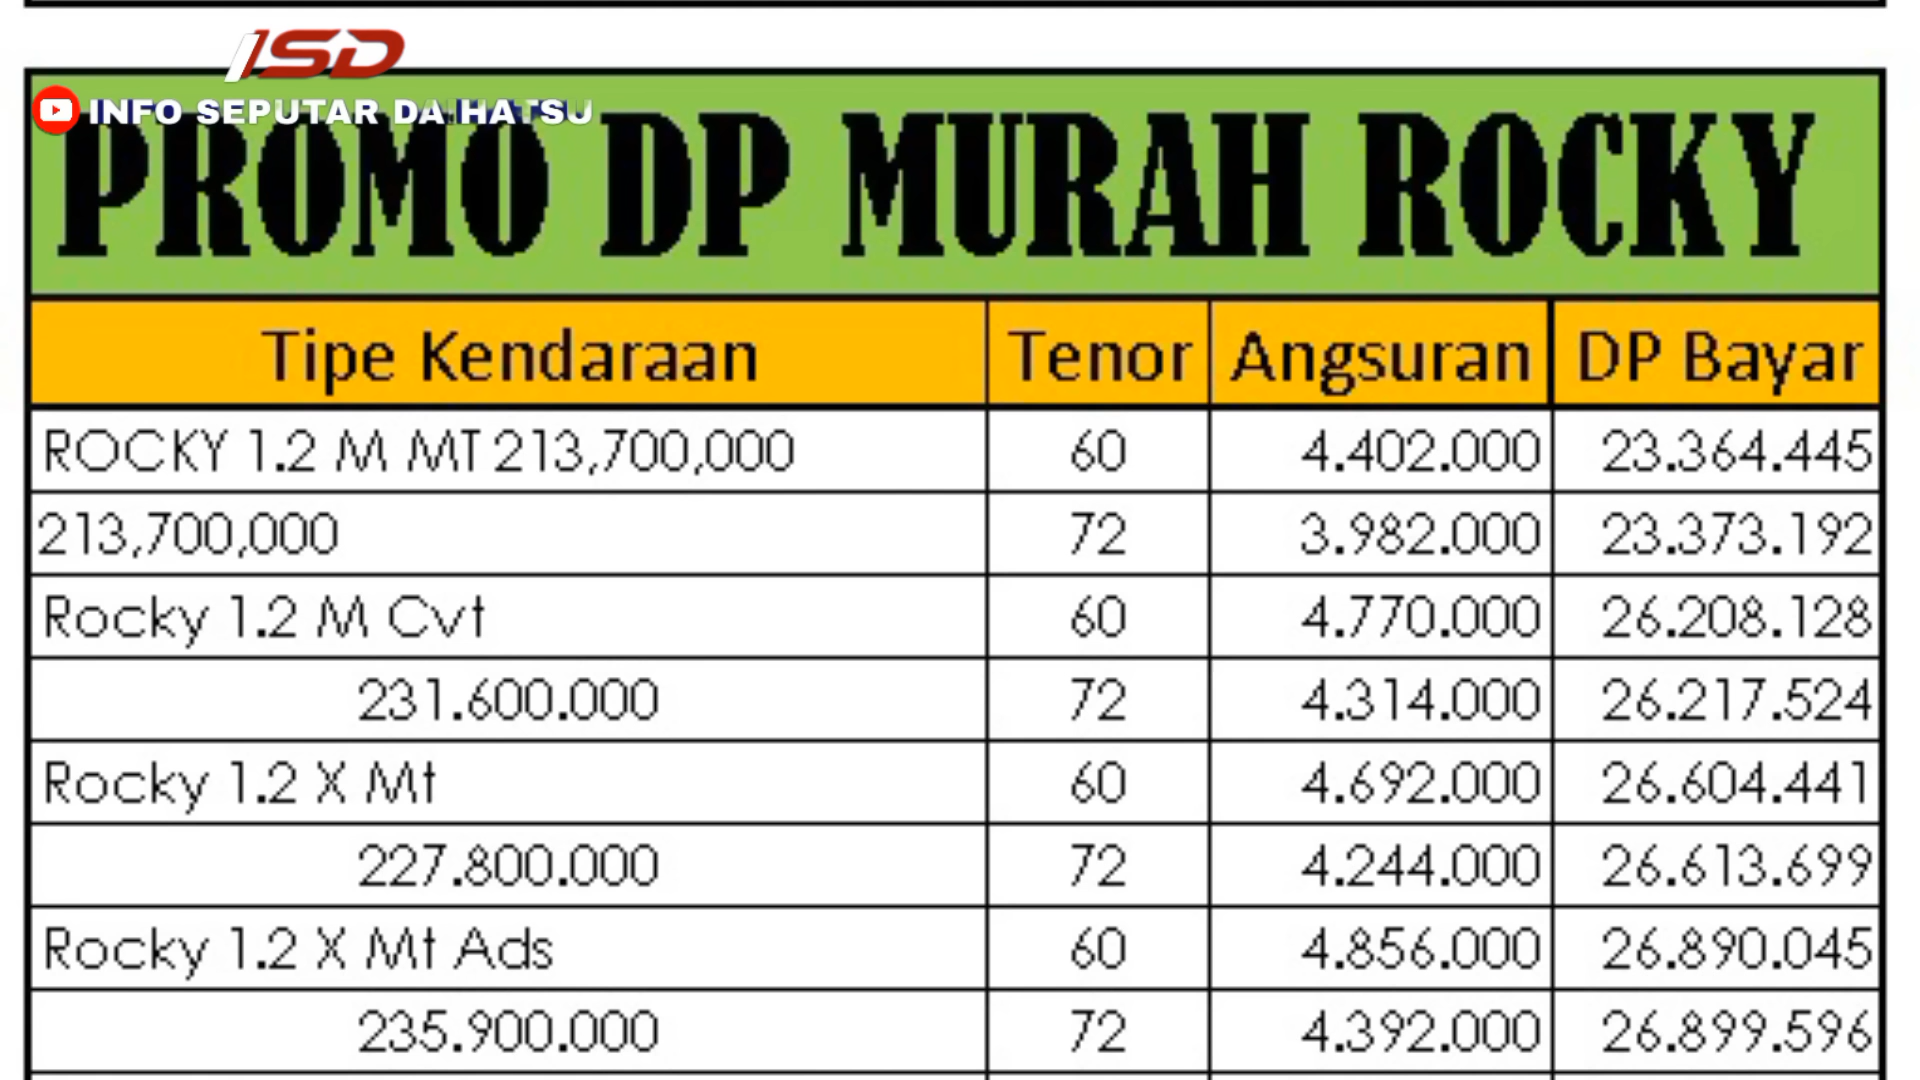 ISD
INFO SEPUTAR DAIHATSU
PROMO DP MURAH ROCKY
Tipe Kendaraan Tenor Angsuran DP Bayar
ROCKY 1.2 M MT 213,700,000 60 4.402.000 23.364.445
213,700,000 72 3.982.000 23.373.192
Rocky 1.2 M Cvt 60 4.770.000 26.208.128
231.600.000 72 4.314.000 26.217.524
Rocky 1.2 X Mt 60 4.692.000 26.604.441
227.800.000 72 4.244.000 26.613.699
Rocky 1.2 X Mt Ads 60 4.856.000 26.890.045
235.900.000 72 4.392.000 26.899.596